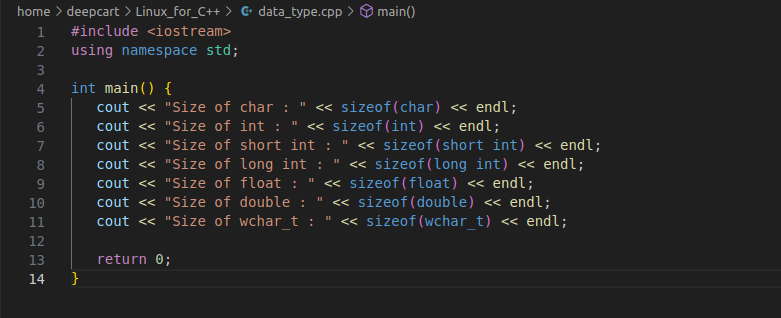 home > deepcart > Linux_for_C++ > data_type.cpp > main()
1 #include <iostream>
2 using namespace std;
3
4 int main() {
5 cout << "Size of char : " << sizeof(char) << endl;
6 cout << "Size of int : " << sizeof(int) << endl;
7 cout << "Size of short int : " << sizeof(short int) << endl;
8 cout << "Size of long int : " << sizeof(long int) << endl;
9 cout << "Size of float : " << sizeof(float) << endl;
10 cout << "Size of double : " << sizeof(double) << endl;
11 cout << "Size of wchar_t : " << sizeof(wchar_t) << endl;
12
13 return 0;
14 }